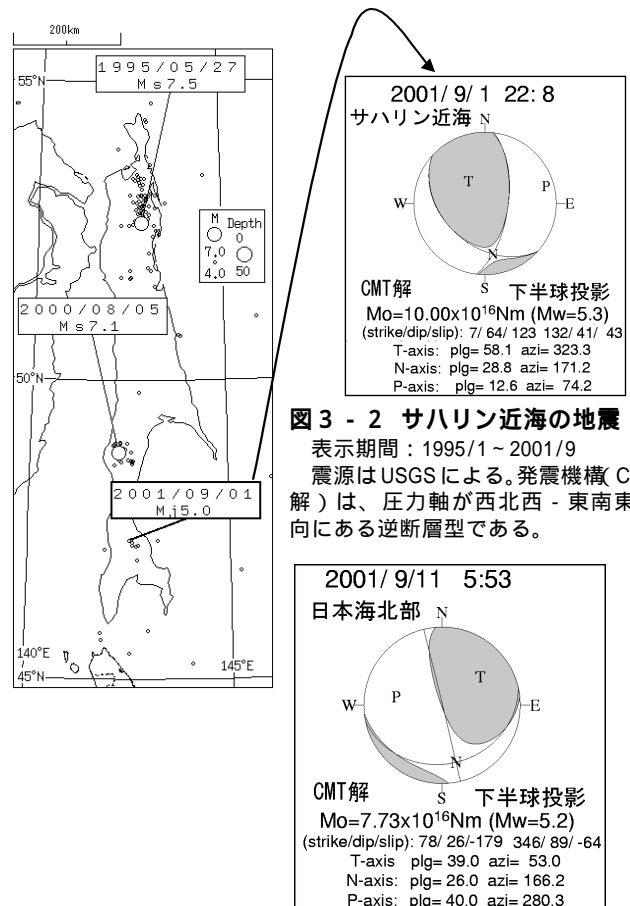 200km
1995/05/27
Ms7.5
55°N
M Depth
0
7.0
4.0 50
2000/08/05
Ms7.1
50°N
2001/09/01
Mj5.0
140°E
145°E
45°N
2001/ 9/ 1 22: 8
サハリン近海 N
T
P
W
E
N
S
CMT解 下半球投影
Mo=10.00x10¹⁶Nm (Mw=5.3)
(strike/dip/slip): 7/ 64/ 123 132/ 41/ 43
T-axis: plg= 58.1 azi= 323.3
N-axis: plg= 28.8 azi= 171.2
P-axis: plg= 12.6 azi= 74.2
図3 - 2 サハリン近海の地震
表示期間：1995/1 ~ 2001/9
震源はUSGSによる。発震機構( C
解 ) は、圧力軸が西北西 - 東南東
向にある逆断層型である。
2001/ 9/11 5:53
日本海北部 N
T
P
W
E
N
S
CMT解 下半球投影
Mo=7.73x10¹⁶Nm (Mw=5.2)
(strike/dip/slip): 78/ 26/-179 346/ 89/ -64
T-axis plg= 39.0 azi= 53.0
N-axis: plg= 26.0 azi= 166.2
P-axis: plg= 40.0 azi= 280.3